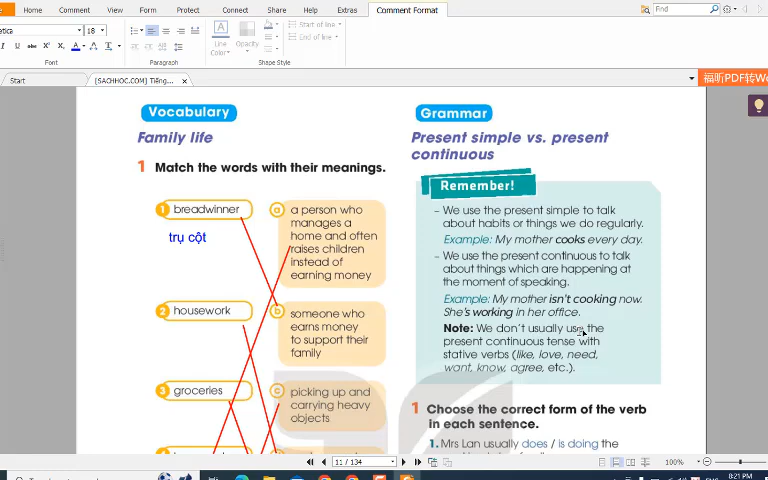 Home
Comment
View
Form
Protect
Connect
Share
Help
Extras
Comment Format
Find
18
Line
Color
Opacity
Start of line
End of line
Font
Paragraph
Shape Style
Start
[SACHHOC.COM] Tiếng...
福昕PDF转Wo
Vocabulary
Family life
1 Match the words with their meanings.
1 breadwinner
trụ cột
2 housework
3 groceries
a a person who
manages a
home and often
raises children
instead of
earning money
b someone who
earns money
to support their
family
c picking up and
carrying heavy
objects
Grammar
Present simple vs. present
continuous
Remember!
– We use the present simple to talk
about habits or things we do regularly.
Example: My mother cooks every day.
– We use the present continuous to talk
about things which are happening at
the moment of speaking.
Example: My mother isn't cooking now.
She's working in her office.
Note: We don't usually use the
present continuous tense with
stative verbs (like, love, need,
want, know, agree, etc.).
1 Choose the correct form of the verb
in each sentence.
1. Mrs Lan usually does / is doing the
11 / 134
100%
8:21 PM